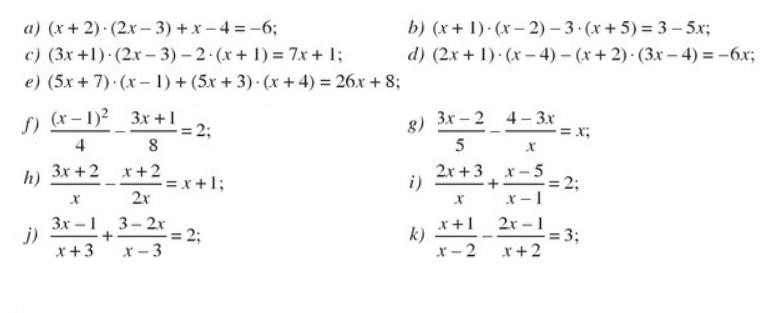 a) (x + 2) · (2x – 3) + x – 4 = –6; b) (x + 1) · (x – 2) – 3 · (x + 5) = 3 – 5x;
c) (3x +1) · (2x – 3) – 2 · (x + 1) = 7x + 1; d) (2x + 1) · (x – 4) – (x + 2) · (3x – 4) = –6x;
e) (5x + 7) · (x – 1) + (5x + 3) · (x + 4) = 26x + 8;
f) (x – 1)²/4 – (3x + 1)/8 = 2; g) (3x – 2)/5 – (4 – 3x)/x = x;
h) (3x + 2)/x – (x + 2)/2x = x + 1; i) (2x + 3)/x + (x – 5)/(x – 1) = 2;
j) (3x – 1)/(x + 3) + (3 – 2x)/(x – 3) = 2; k) (x + 1)/(x – 2) – (2x – 1)/(x + 2) = 3;